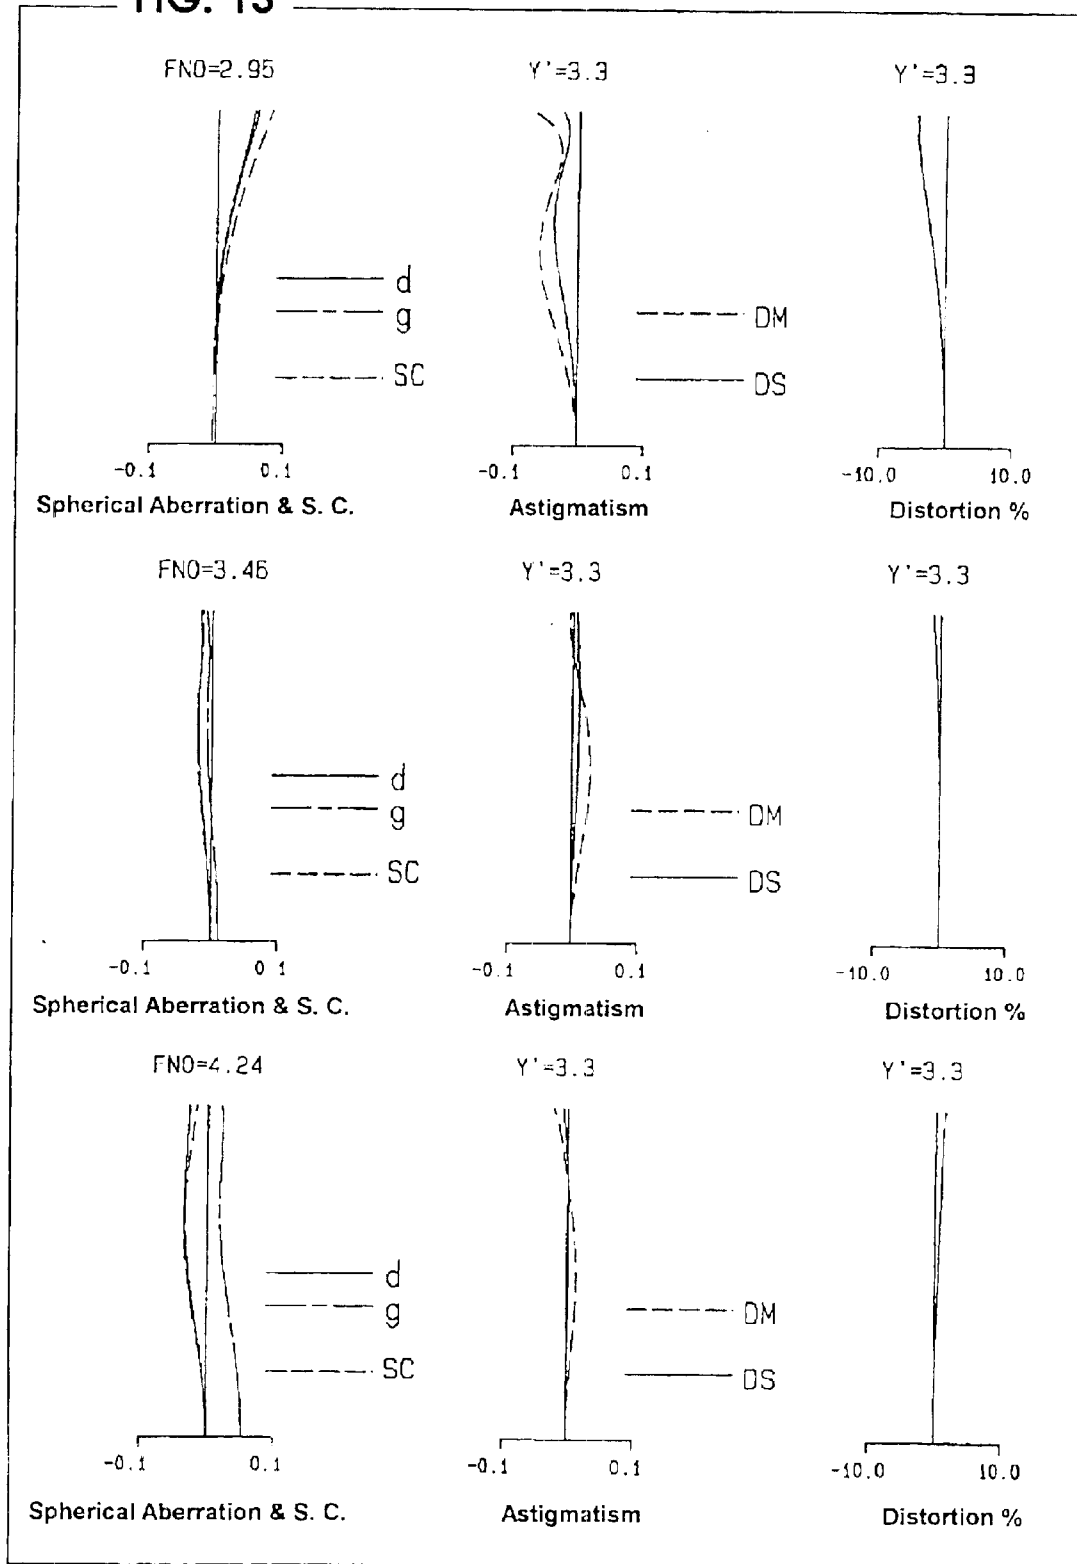 FIG. 13
FNO=2.95 Y'=3.3 Y'=3.3
d
g DM
SC DS
-0.1 0.1 -0.1 0.1 -10.0 10.0
Spherical Aberration & S. C. Astigmatism Distortion %
FNO=3.46 Y'=3.3 Y'=3.3
d
g DM
SC DS
-0.1 0 1 -0.1 0.1 -10.0 10.0
Spherical Aberration & S. C. Astigmatism Distortion %
FNO=4.24 Y'=3.3 Y'=3.3
d
g DM
SC DS
-0.1 0.1 -0.1 0.1 -10.0 10.0
Spherical Aberration & S. C. Astigmatism Distortion %